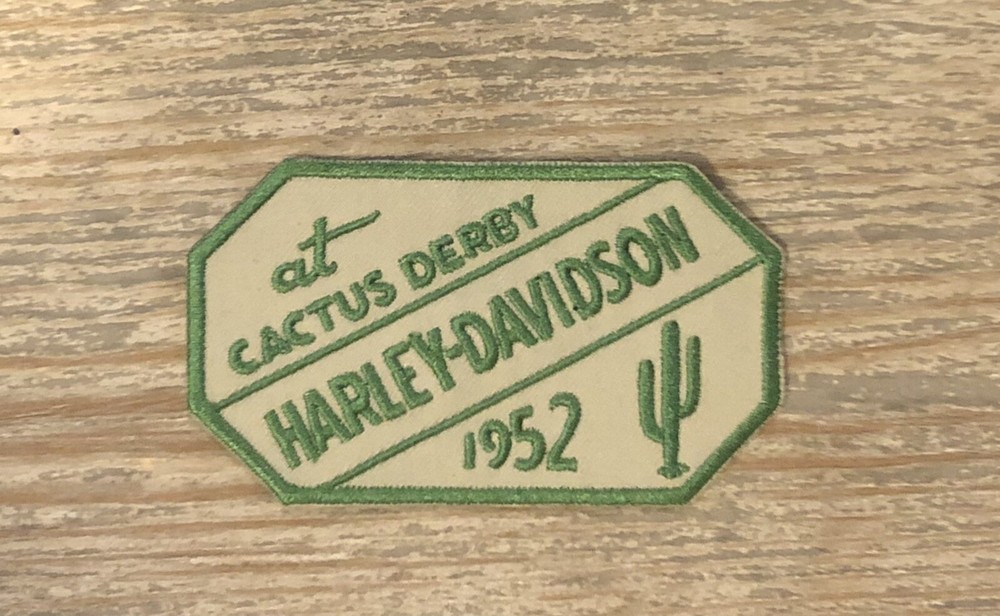 at
CACTUS DERBY
HARLEY-DAVIDSON
1952